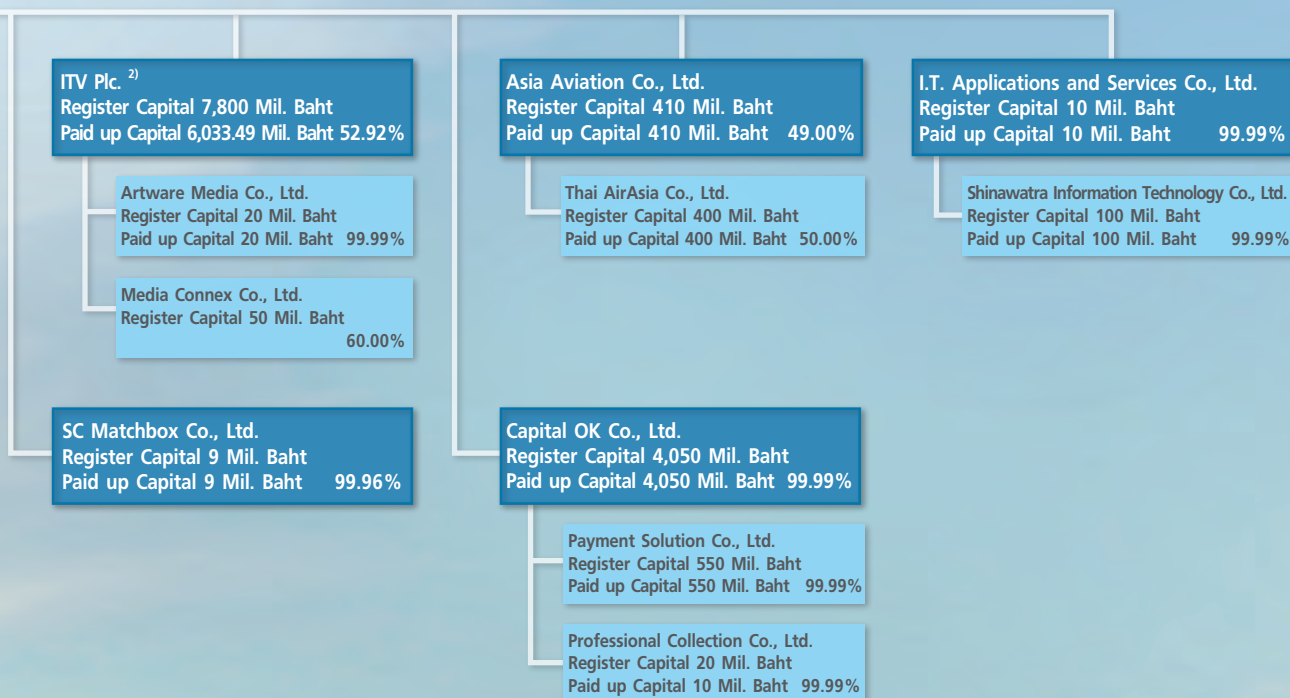 ITV Plc. 2)
Register Capital 7,800 Mil. Baht
Paid up Capital 6,033.49 Mil. Baht 52.92%
Artware Media Co., Ltd.
Register Capital 20 Mil. Baht
Paid up Capital 20 Mil. Baht 99.99%
Media Connex Co., Ltd.
Register Capital 50 Mil. Baht
60.00%
SC Matchbox Co., Ltd.
Register Capital 9 Mil. Baht
Paid up Capital 9 Mil. Baht 99.96%
Asia Aviation Co., Ltd.
Register Capital 410 Mil. Baht
Paid up Capital 410 Mil. Baht 49.00%
Thai AirAsia Co., Ltd.
Register Capital 400 Mil. Baht
Paid up Capital 400 Mil. Baht 50.00%
Capital OK Co., Ltd.
Register Capital 4,050 Mil. Baht
Paid up Capital 4,050 Mil. Baht 99.99%
Payment Solution Co., Ltd.
Register Capital 550 Mil. Baht
Paid up Capital 550 Mil. Baht 99.99%
Professional Collection Co., Ltd.
Register Capital 20 Mil. Baht
Paid up Capital 10 Mil. Baht 99.99%
I.T. Applications and Services Co., Ltd.
Register Capital 10 Mil. Baht
Paid up Capital 10 Mil. Baht 99.99%
Shinawatra Information Technology Co., Ltd.
Register Capital 100 Mil. Baht
Paid up Capital 100 Mil. Baht 99.99%